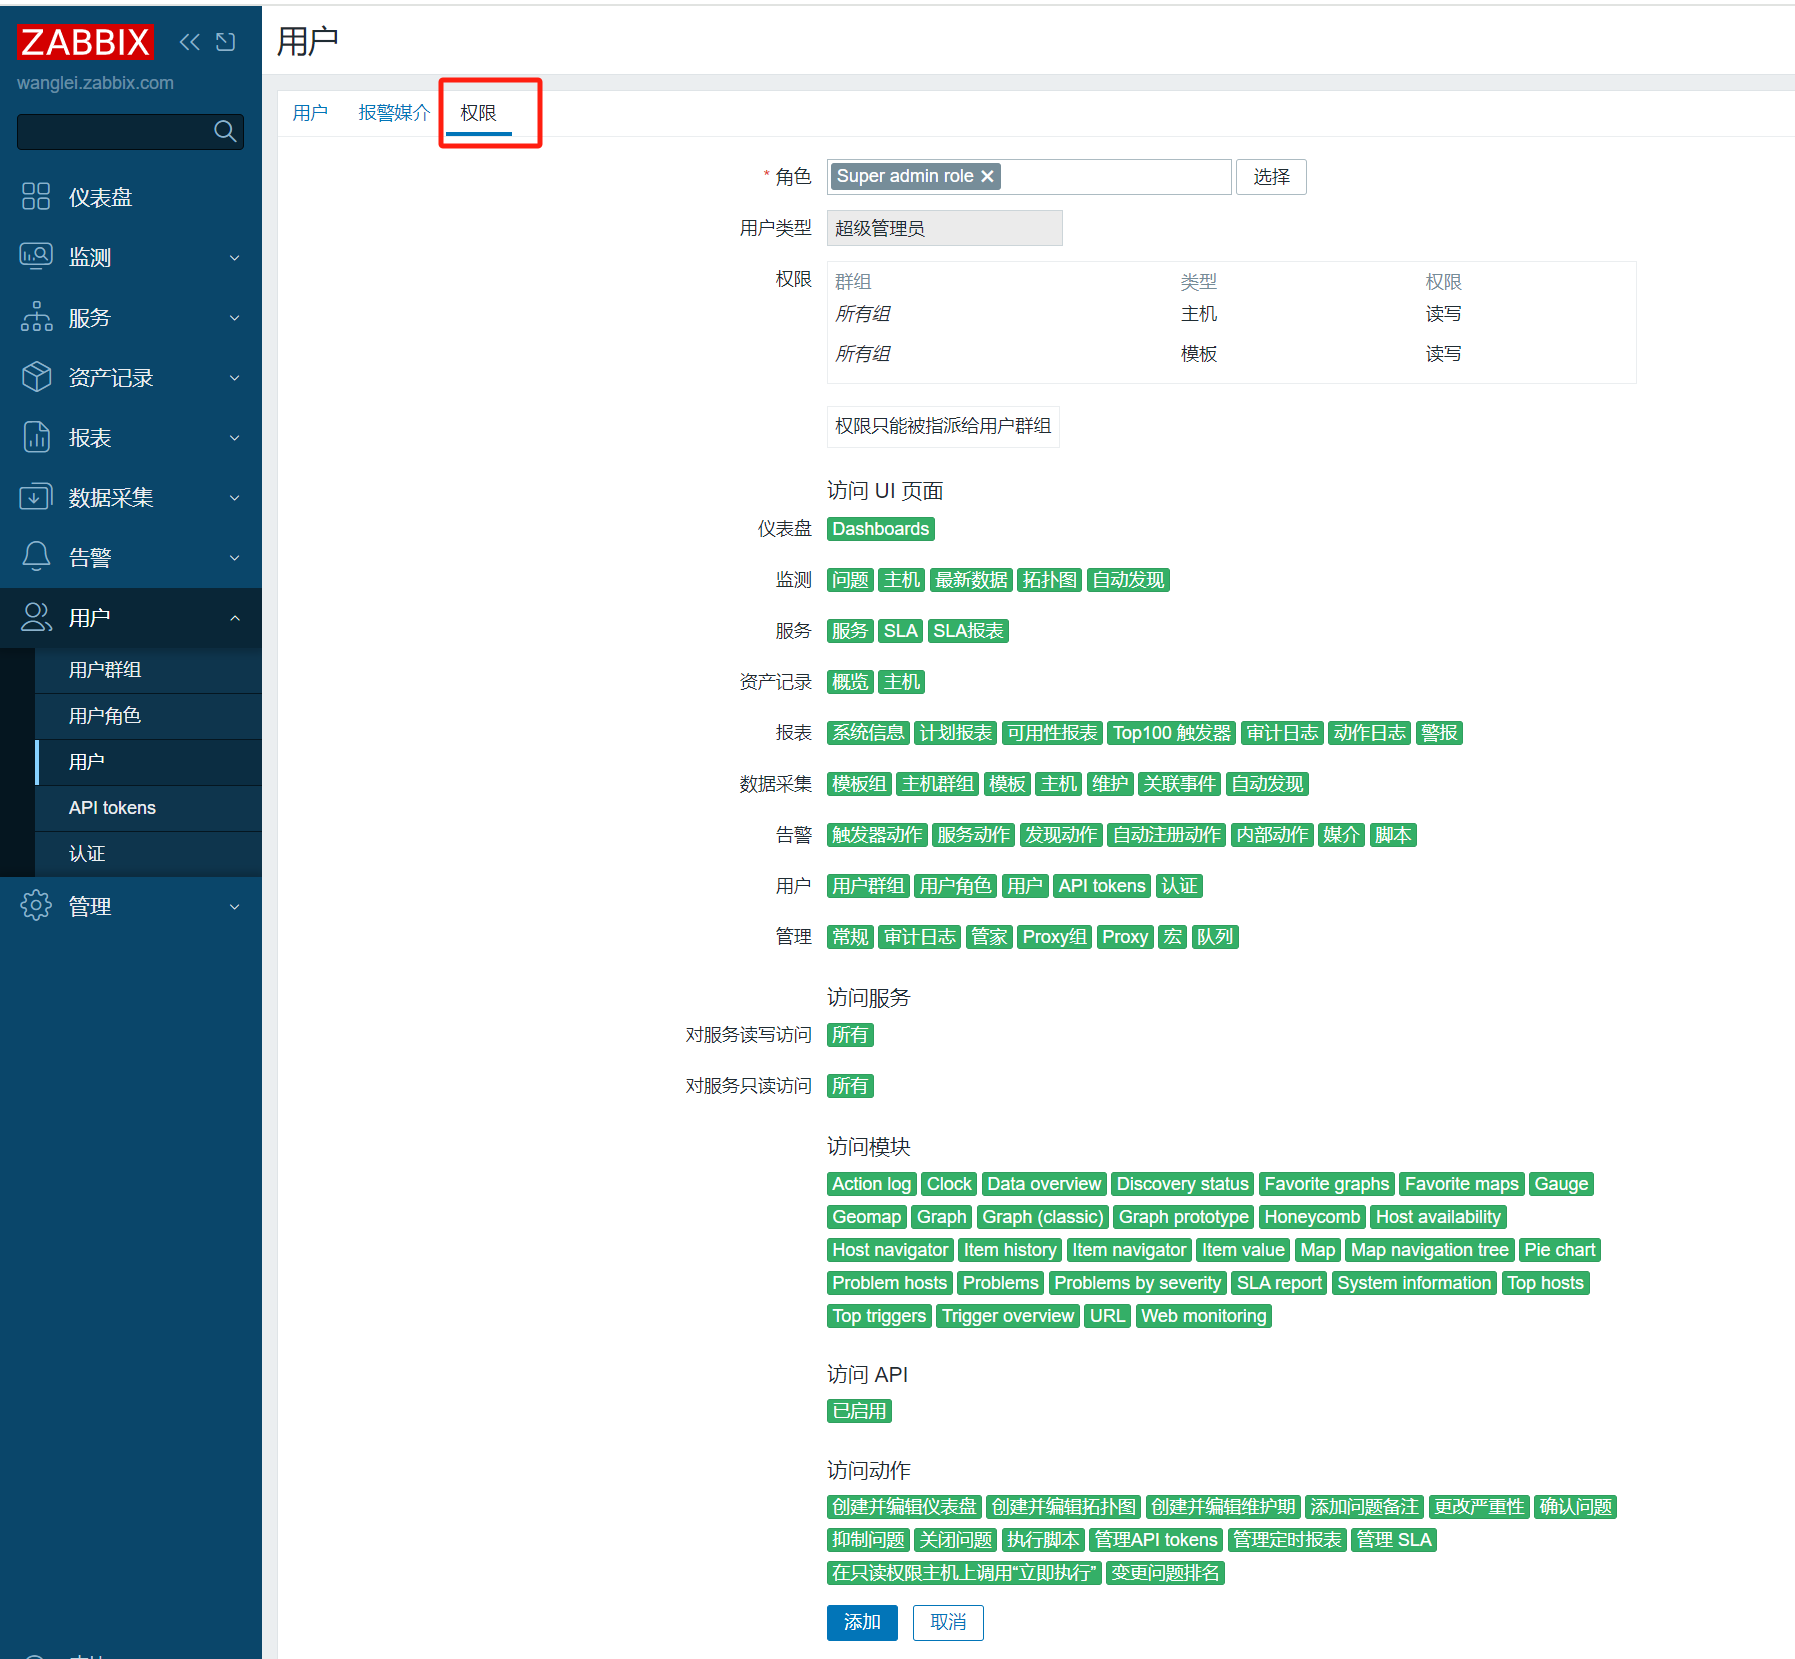 ZABBIX
wanglei.zabbix.com
仪表盘
监测
服务
资产记录
报表
数据采集
告警
用户
用户群组
用户角色
用户
API tokens
认证
管理
用户
用户 报警媒介 权限
* 角色 Super admin role 选择
用户类型 超级管理员
权限 群组 类型 权限
所有组 主机 读写
所有组 模板 读写
权限只能被指派给用户群组
访问 UI 页面
仪表盘 Dashboards
监测 问题 主机 最新数据 拓扑图 自动发现
服务 服务 SLA SLA报表
资产记录 概览 主机
报表 系统信息 计划报表 可用性报表 Top100 触发器 审计日志 动作日志 警报
数据采集 模板组 主机群组 模板 主机 维护 关联事件 自动发现
告警 触发器动作 服务动作 发现动作 自动注册动作 内部动作 媒介 脚本
用户 用户群组 用户角色 用户 API tokens 认证
管理 常规 审计日志 管家 Proxy组 Proxy 宏 队列
访问服务
对服务读写访问 所有
对服务只读访问 所有
访问模块
Action log Clock Data overview Discovery status Favorite graphs Favorite maps Gauge
Geomap Graph Graph (classic) Graph prototype Honeycomb Host availability
Host navigator Item history Item navigator Item value Map Map navigation tree Pie chart
Problem hosts Problems Problems by severity SLA report System information Top hosts
Top triggers Trigger overview URL Web monitoring
访问 API
已启用
访问动作
创建并编辑仪表盘 创建并编辑拓扑图 创建并编辑维护期 添加问题备注 更改严重性 确认问题
抑制问题 关闭问题 执行脚本 管理API tokens 管理定时报表 管理 SLA
在只读权限主机上调用“立即执行” 变更问题排名
添加 取消